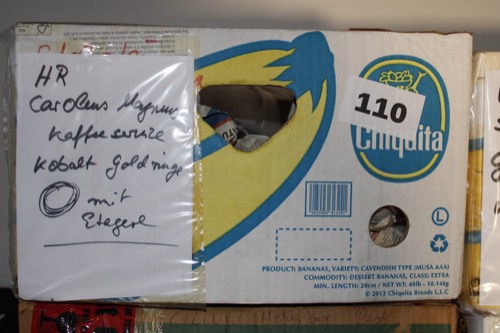 HR
Carolus Magnus
Kaffeeservice
Kobalt Goldringe
mit
Etagere
110
Chiquita
L
PRODUCT: BANANAS, VARIETY: CAVENDISH TYPE (MUSA AAA)
COMMODITY: DESSERT BANANAS, CLASS: EXTRA
MIN. LENGTH: 20cm / NET WT: 40lb - 18.14kg
© 2012 Chiquita Brands L.L.C